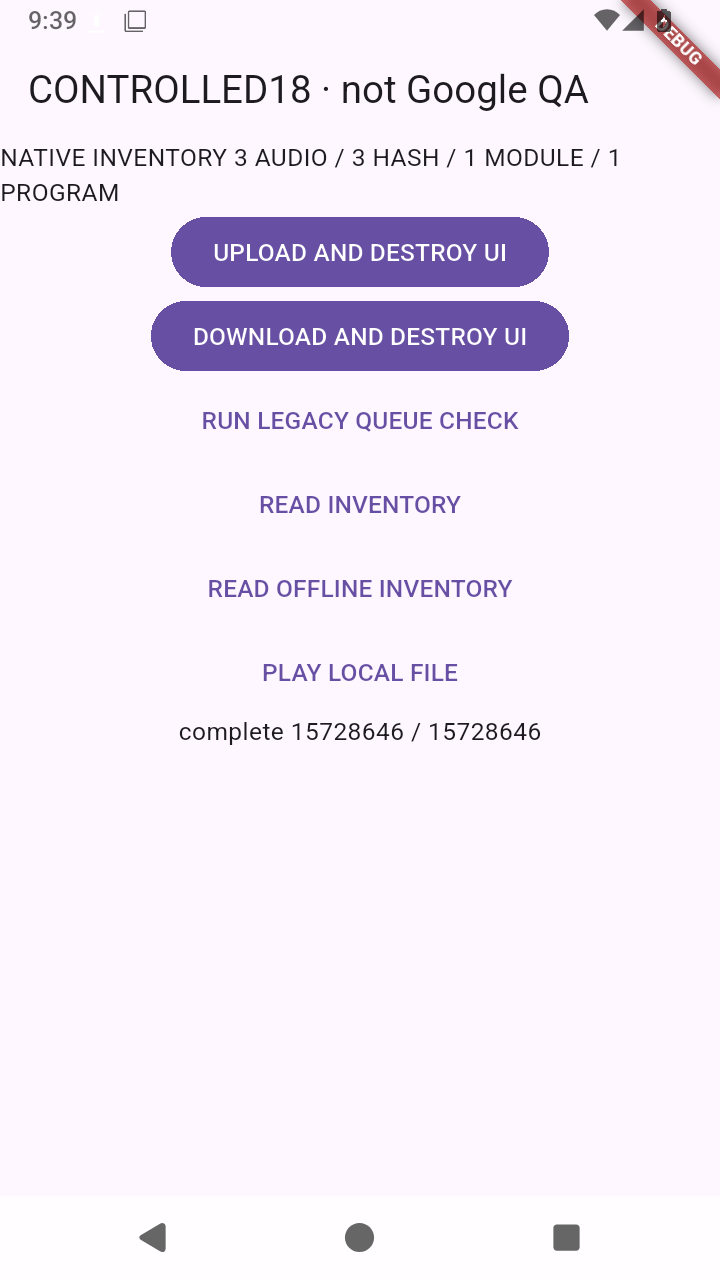 9:39
DEBUG
CONTROLLED18 · not Google QA
NATIVE INVENTORY 3 AUDIO / 3 HASH / 1 MODULE / 1
PROGRAM
UPLOAD AND DESTROY UI
DOWNLOAD AND DESTROY UI
RUN LEGACY QUEUE CHECK
READ INVENTORY
READ OFFLINE INVENTORY
PLAY LOCAL FILE
complete 15728646 / 15728646